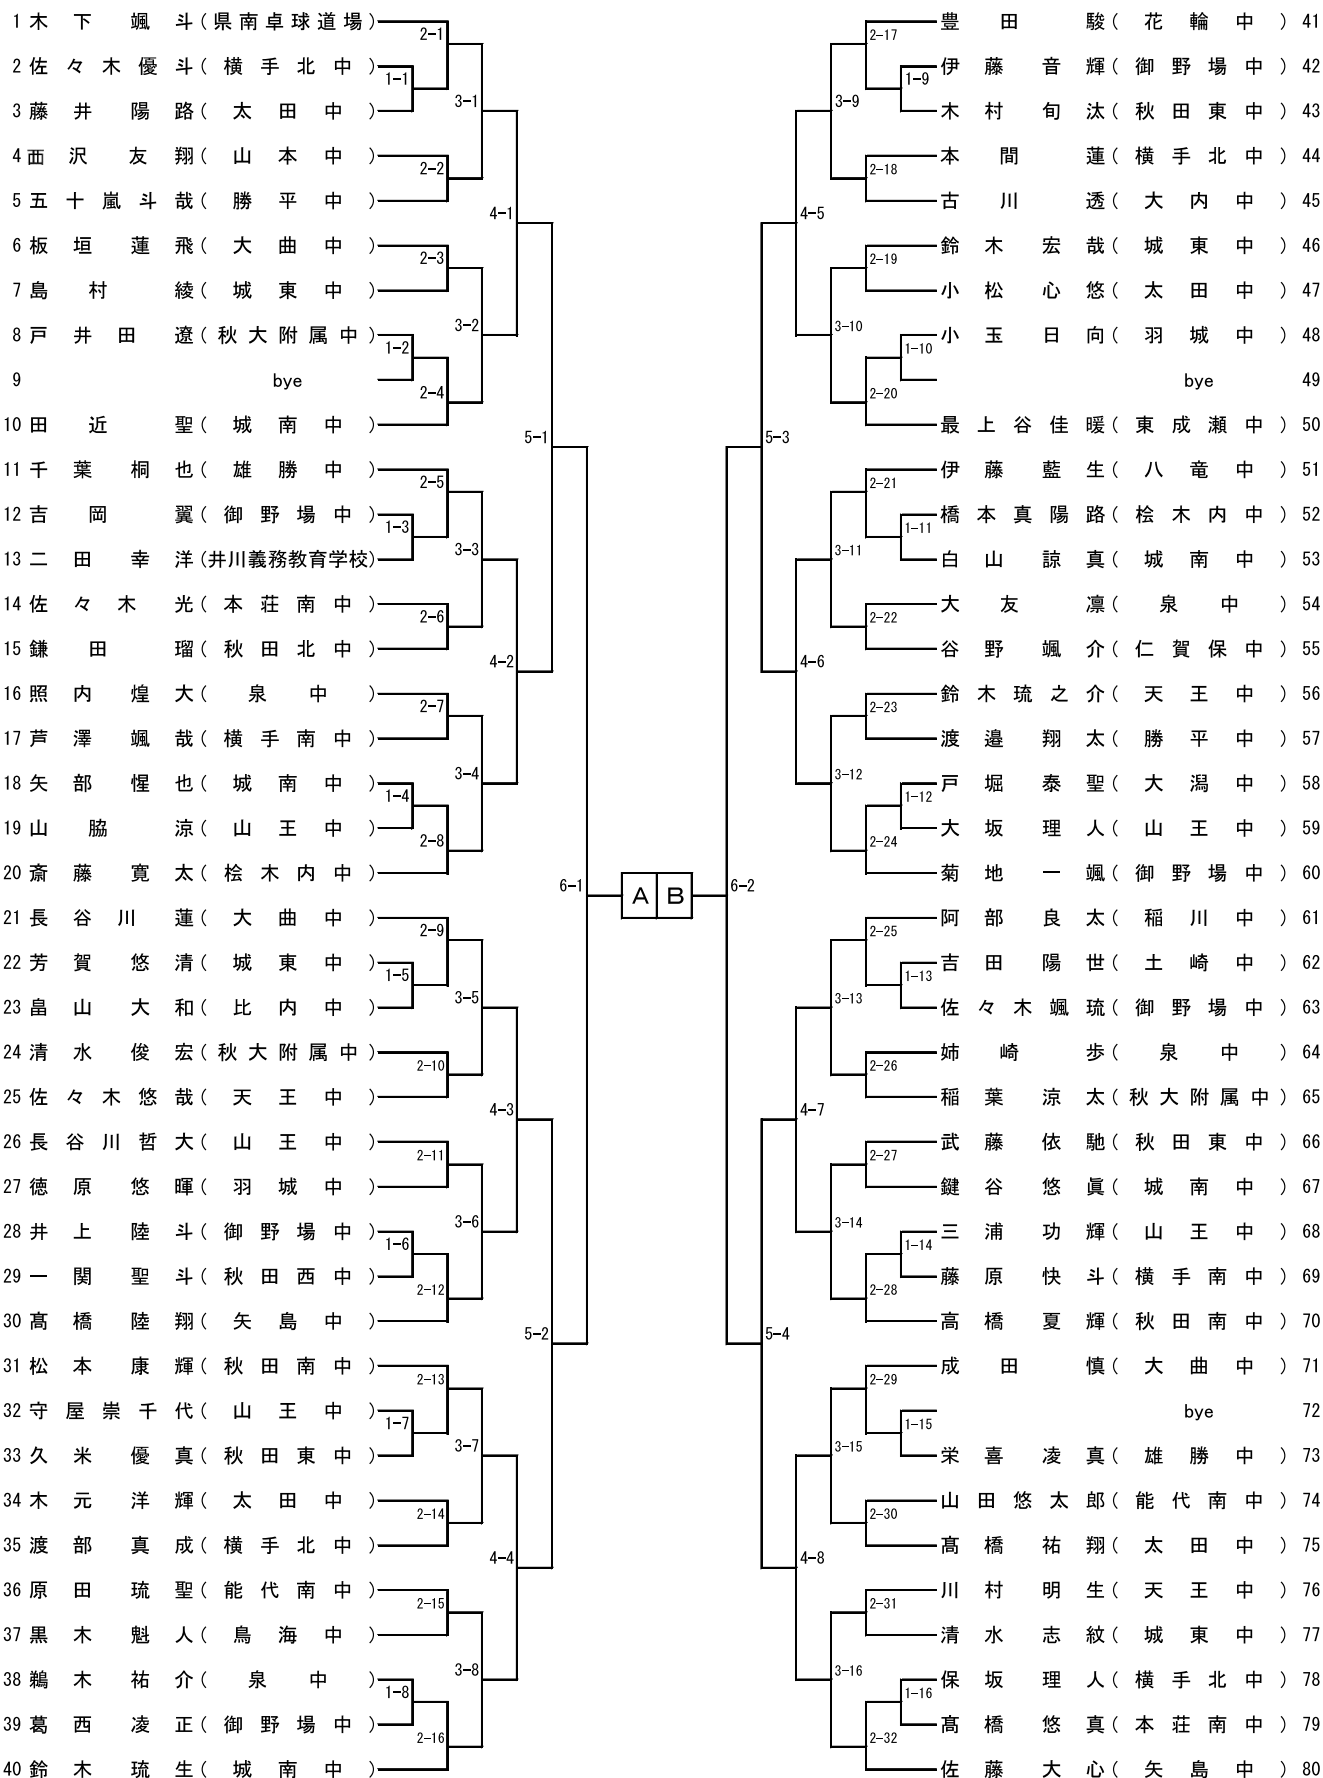 1 木下颯斗(県南卓球道場)
2 佐々木優斗(横手北中)
3 藤井陽路(太田中)
4 西沢友翔(山本中)
5 五十嵐斗哉(勝平中)
6 板垣蓮飛(大曲中)
7 島村綾(城東中)
8 戸井田遼(秋大附属中)
9 bye
10 田近聖(城南中)
11 千葉桐也(雄勝中)
12 吉岡翼(御野場中)
13 二田幸洋(井川義務教育学校)
14 佐々木光(本荘南中)
15 鎌田瑠(秋田北中)
16 照内煌大(泉中)
17 芦澤颯哉(横手南中)
18 矢部惺也(城南中)
19 山脇涼(山王中)
20 斎藤寛太(桧木内中)
21 長谷川蓮(大曲中)
22 芳賀悠清(城東中)
23 畠山大和(比内中)
24 清水俊宏(秋大附属中)
25 佐々木悠哉(天王中)
26 長谷川哲大(山王中)
27 徳原悠暉(羽城中)
28 井上陸斗(御野場中)
29 一関聖斗(秋田西中)
30 髙橋陸翔(矢島中)
31 松本康輝(秋田南中)
32 守屋崇千代(山王中)
33 久米優真(秋田東中)
34 木元洋輝(太田中)
35 渡部真成(横手北中)
36 原田琉聖(能代南中)
37 黒木魁人(鳥海中)
38 鵜木祐介(泉中)
39 葛西凌正(御野場中)
40 鈴木琉生(城南中)
2-1
1-1
3-1
2-2
4-1
2-3
3-2
1-2
2-4
5-1
2-5
1-3
3-3
2-6
4-2
2-7
3-4
1-4
2-8
6-1
2-9
1-5
3-5
2-10
4-3
2-11
3-6
1-6
2-12
5-2
2-13
1-7
3-7
2-14
4-4
2-15
3-8
1-8
2-16
A B
6-2
2-17
1-9
3-9
2-18
4-5
2-19
3-10
1-10
2-20
5-3
2-21
1-11
3-11
2-22
4-6
2-23
3-12
1-12
2-24
2-25
1-13
3-13
2-26
4-7
2-27
3-14
1-14
2-28
5-4
2-29
1-15
3-15
2-30
4-8
2-31
3-16
1-16
2-32
豊田駿(花輪中) 41
伊藤音輝(御野場中) 42
木村旬汰(秋田東中) 43
本間蓮(横手北中) 44
古川透(大内中) 45
鈴木宏哉(城東中) 46
小松心悠(太田中) 47
小玉日向(羽城中) 48
bye 49
最上谷佳暖(東成瀬中) 50
伊藤藍生(八竜中) 51
橋本真陽路(桧木内中) 52
白山諒真(城南中) 53
大友凛(泉中) 54
谷野颯介(仁賀保中) 55
鈴木琉之介(天王中) 56
渡邉翔太(勝平中) 57
戸堀泰聖(大潟中) 58
大坂理人(山王中) 59
菊地一颯(御野場中) 60
阿部良太(稲川中) 61
吉田陽世(土崎中) 62
佐々木颯琉(御野場中) 63
姉崎歩(泉中) 64
稲葉涼太(秋大附属中) 65
武藤依馳(秋田東中) 66
鍵谷悠眞(城南中) 67
三浦功輝(山王中) 68
藤原快斗(横手南中) 69
高橋夏輝(秋田南中) 70
成田慎(大曲中) 71
bye 72
栄喜凌真(雄勝中) 73
山田悠太郎(能代南中) 74
髙橋祐翔(太田中) 75
川村明生(天王中) 76
清水志紋(城東中) 77
保坂理人(横手北中) 78
髙橋悠真(本荘南中) 79
佐藤大心(矢島中) 80